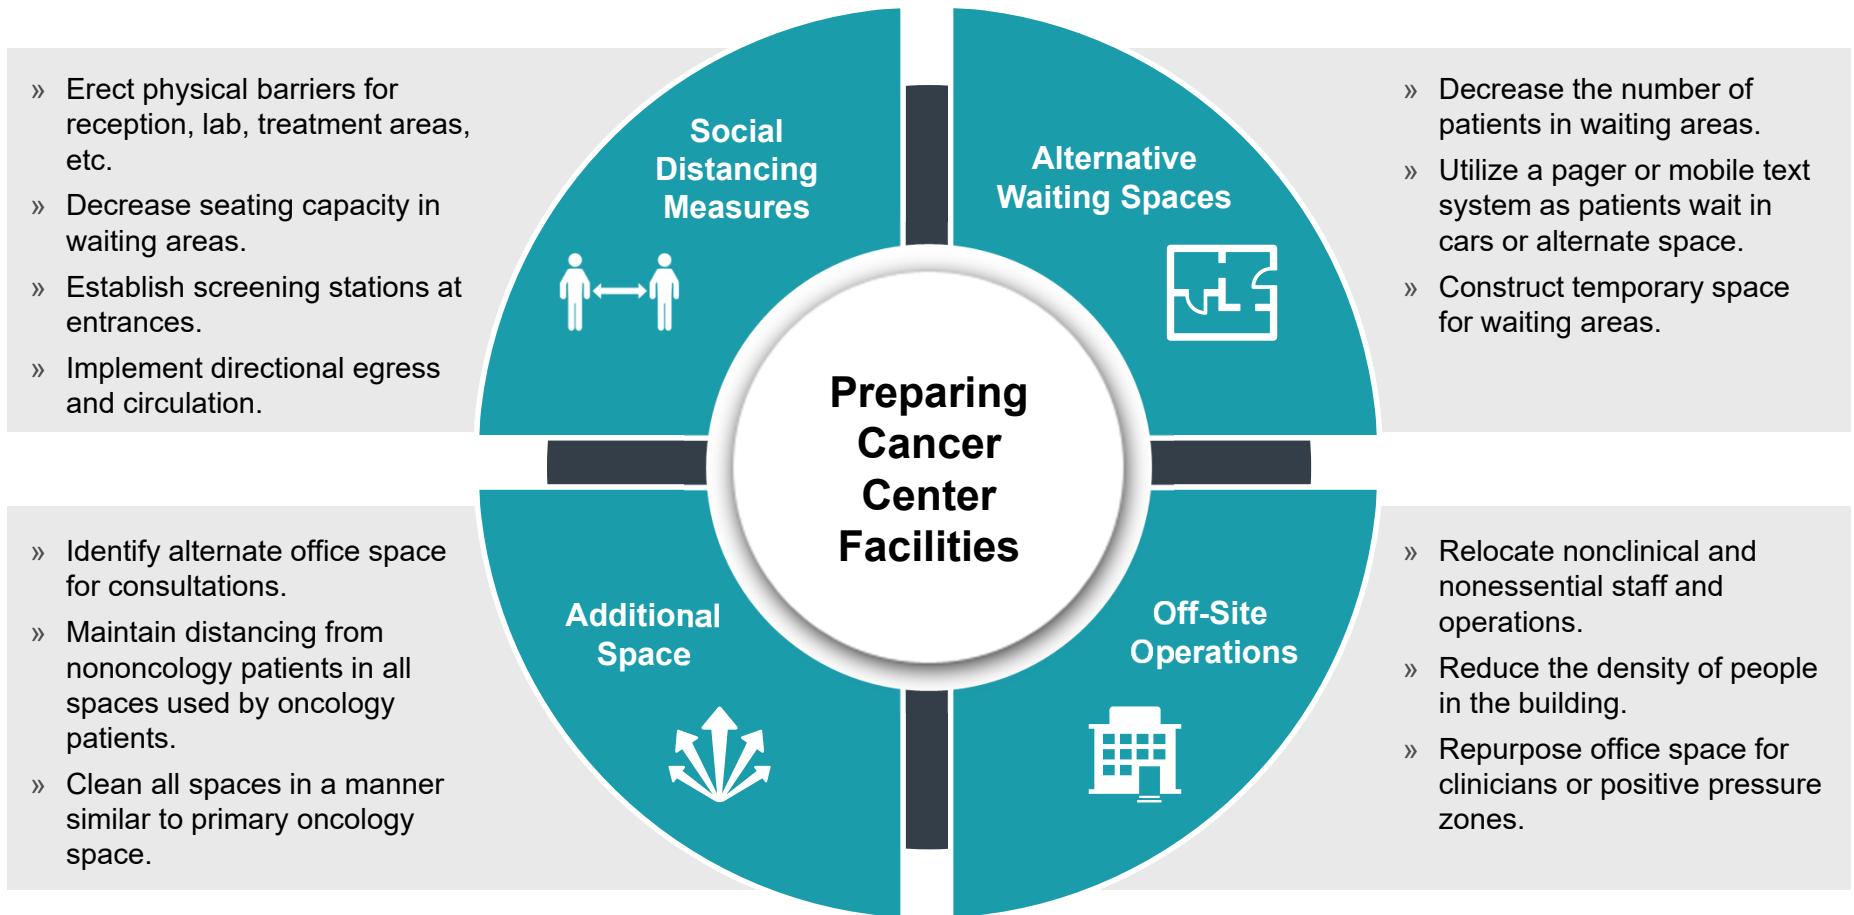 » Erect physical barriers for
reception, lab, treatment areas,
etc.
» Decrease seating capacity in
waiting areas.
» Establish screening stations at
entrances.
» Implement directional egress
and circulation.
Social
Distancing
Measures
Alternative
Waiting Spaces
» Decrease the number of
patients in waiting areas.
» Utilize a pager or mobile text
system as patients wait in
cars or alternate space.
» Construct temporary space
for waiting areas.
Preparing
Cancer
Center
Facilities
» Identify alternate office space
for consultations.
» Maintain distancing from
nononcology patients in all
spaces used by oncology
patients.
» Clean all spaces in a manner
similar to primary oncology
space.
Additional
Space
Off-Site
Operations
» Relocate nonclinical and
nonessential staff and
operations.
» Reduce the density of people
in the building.
» Repurpose office space for
clinicians or positive pressure
zones.